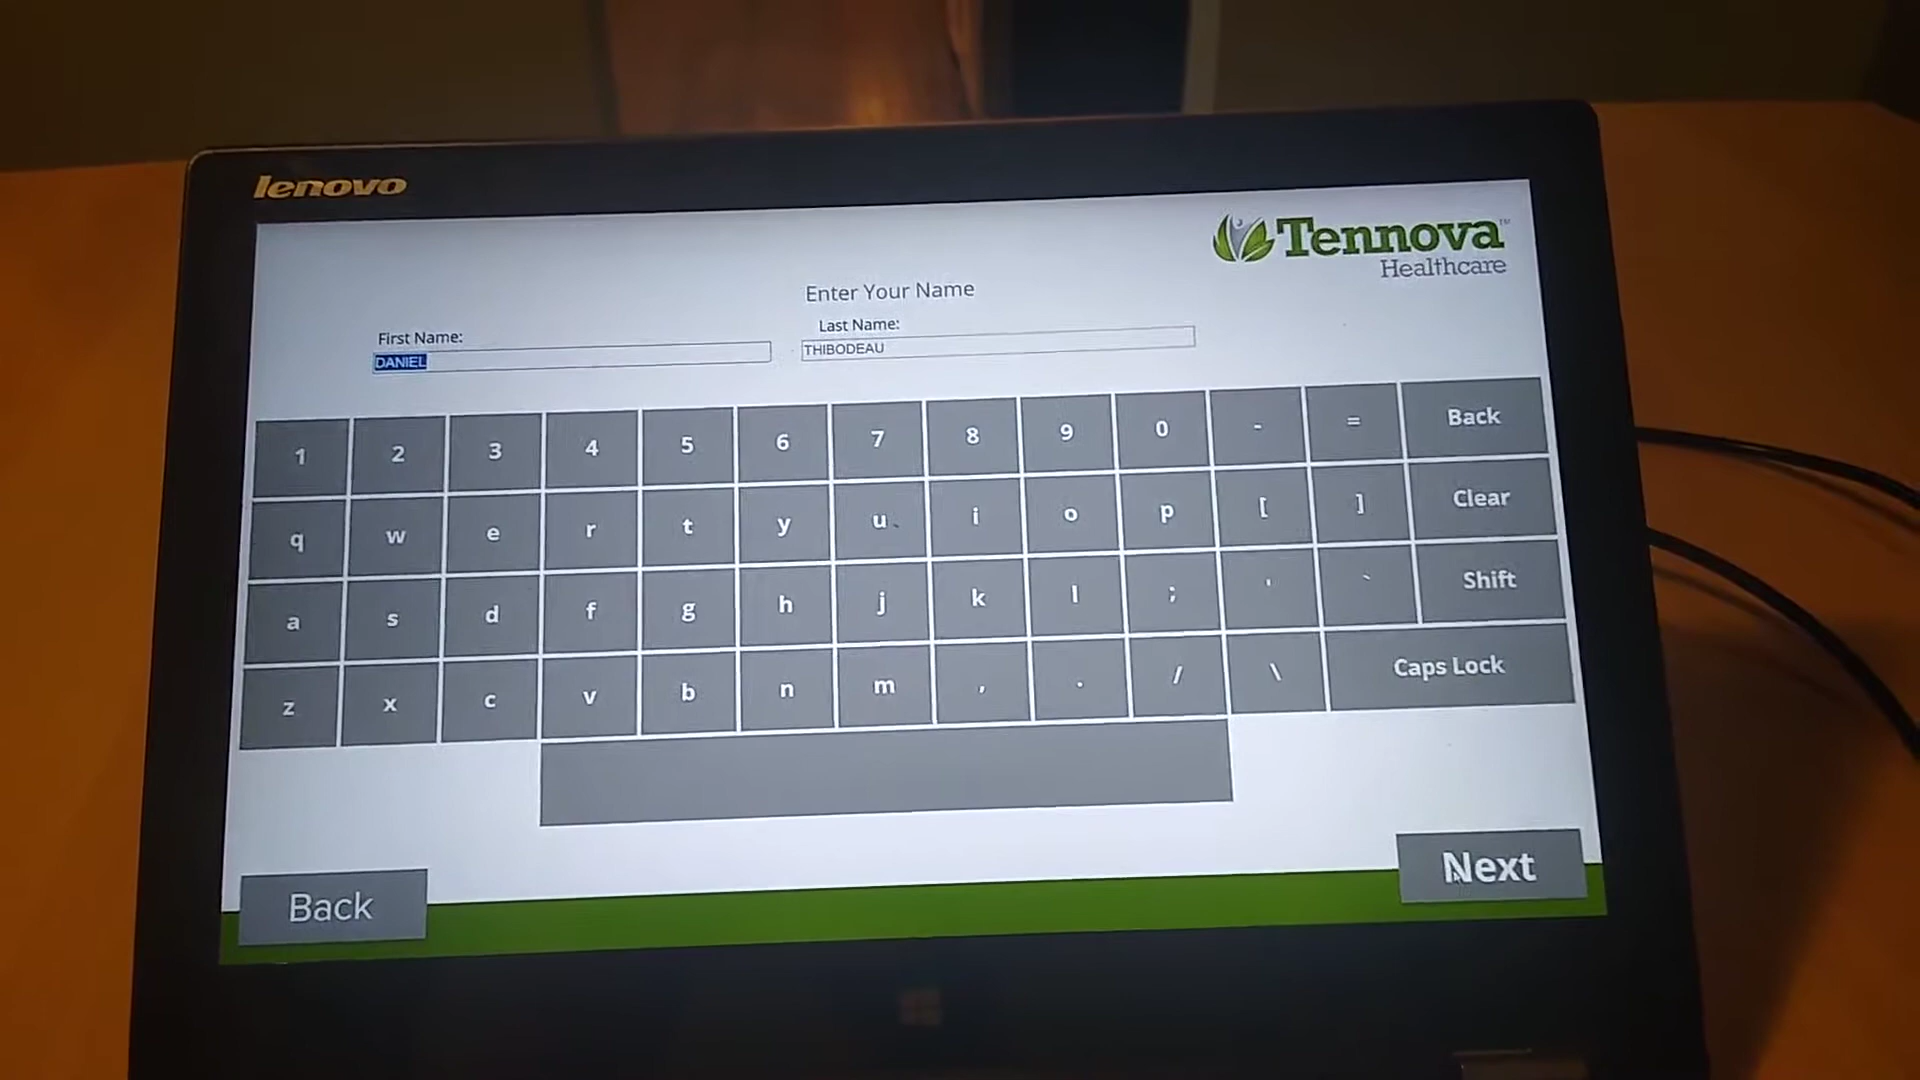 lenovo
Tennova™
Healthcare
Enter Your Name
First Name: Last Name:
DANIEL THIBODEAU
1 2 3 4 5 6 7 8 9 0 - = Back
q w e r t y u i o p [ ] Clear
a s d f g h j k l ; ' ` Shift
z x c v b n m , . / \ Caps Lock
Back Next